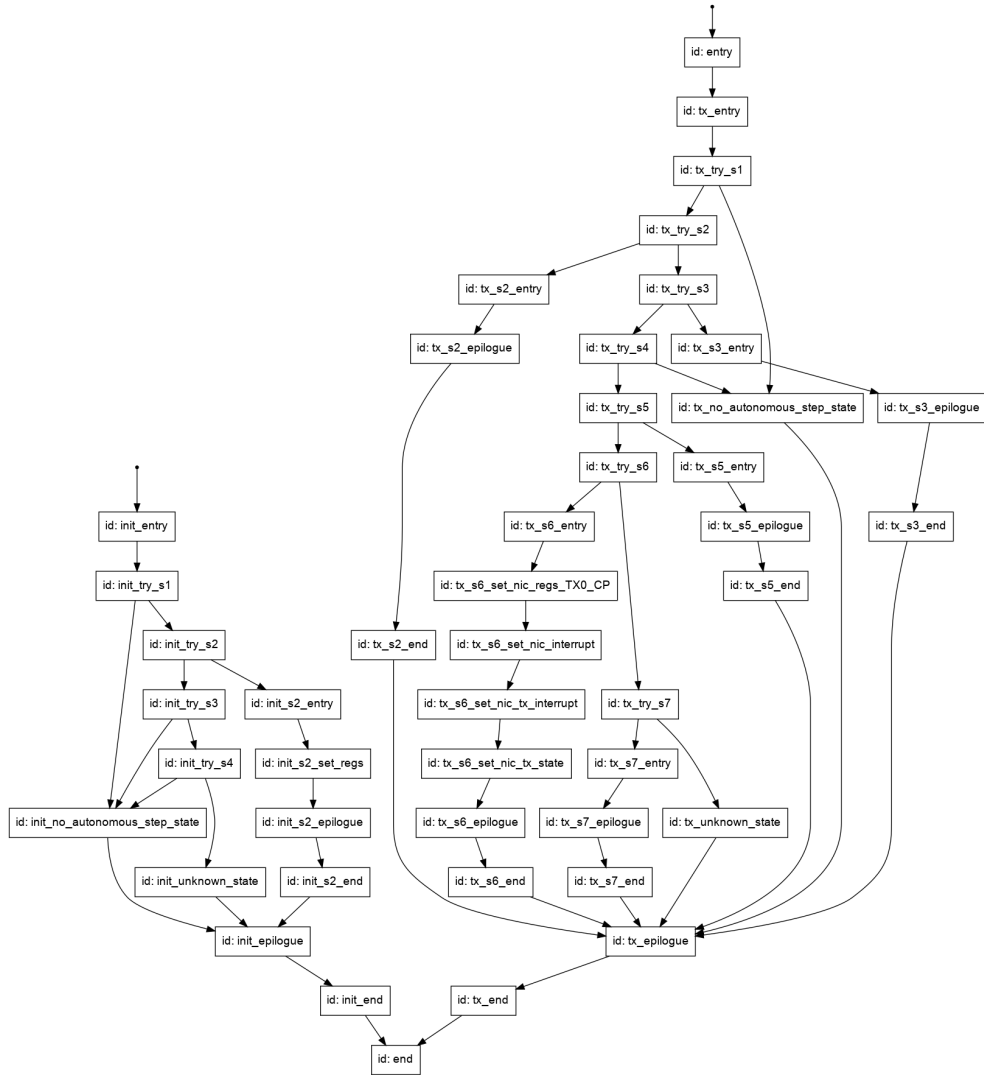 id: entry
id: tx_entry
id: tx_try_s1
id: tx_try_s2
id: tx_s2_entry
id: tx_try_s3
id: tx_s2_epilogue
id: tx_try_s4
id: tx_s3_entry
id: tx_try_s5
id: tx_no_autonomous_step_state
id: tx_s3_epilogue
id: tx_try_s6
id: tx_s5_entry
id: init_entry
id: tx_s6_entry
id: tx_s5_epilogue
id: tx_s3_end
id: init_try_s1
id: tx_s6_set_nic_regs_TX0_CP
id: tx_s5_end
id: init_try_s2
id: tx_s2_end
id: tx_s6_set_nic_interrupt
id: init_try_s3
id: init_s2_entry
id: tx_s6_set_nic_tx_interrupt
id: tx_try_s7
id: init_try_s4
id: init_s2_set_regs
id: tx_s6_set_nic_tx_state
id: tx_s7_entry
id: init_no_autonomous_step_state
id: init_s2_epilogue
id: tx_s6_epilogue
id: tx_s7_epilogue
id: tx_unknown_state
id: init_unknown_state
id: init_s2_end
id: tx_s6_end
id: tx_s7_end
id: init_epilogue
id: tx_epilogue
id: init_end
id: tx_end
id: end